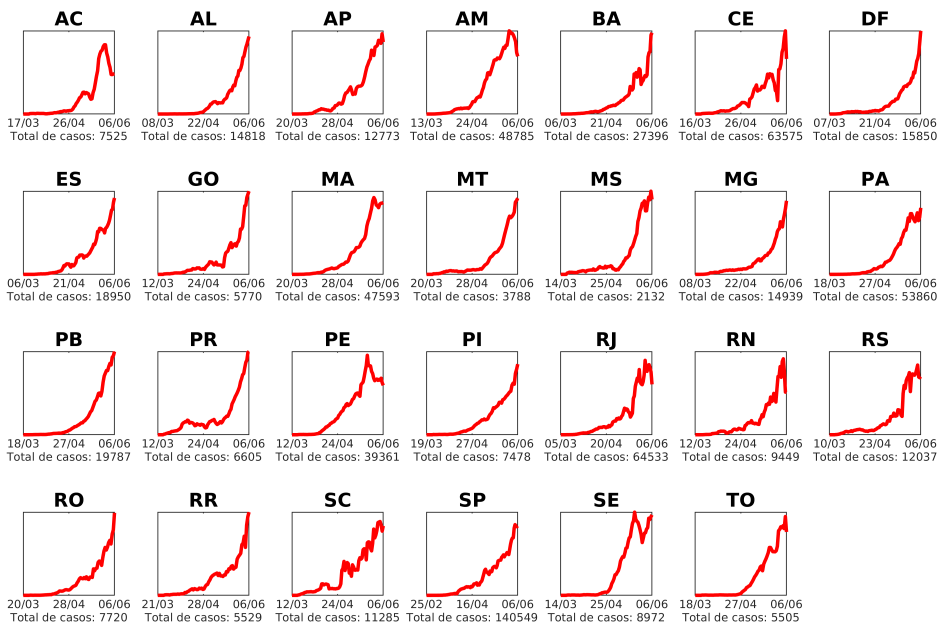 AC AL AP AM BA CE DF
17/03 26/04 06/06 08/03 22/04 06/06 20/03 28/04 06/06 13/03 24/04 06/06 06/03 21/04 06/06 16/03 26/04 06/06 07/03 21/04 06/06
Total de casos: 7525 Total de casos: 14818 Total de casos: 12773 Total de casos: 48785 Total de casos: 27396 Total de casos: 63575 Total de casos: 15850
ES GO MA MT MS MG PA
06/03 21/04 06/06 12/03 24/04 06/06 20/03 28/04 06/06 20/03 28/04 06/06 14/03 25/04 06/06 08/03 22/04 06/06 18/03 27/04 06/06
Total de casos: 18950 Total de casos: 5770 Total de casos: 47593 Total de casos: 3788 Total de casos: 2132 Total de casos: 14939 Total de casos: 53860
PB PR PE PI RJ RN RS
18/03 27/04 06/06 12/03 24/04 06/06 12/03 24/04 06/06 19/03 27/04 06/06 05/03 20/04 06/06 12/03 24/04 06/06 10/03 23/04 06/06
Total de casos: 19787 Total de casos: 6605 Total de casos: 39361 Total de casos: 7478 Total de casos: 64533 Total de casos: 9449 Total de casos: 12037
RO RR SC SP SE TO
20/03 28/04 06/06 21/03 28/04 06/06 12/03 24/04 06/06 25/02 16/04 06/06 14/03 25/04 06/06 18/03 27/04 06/06
Total de casos: 7720 Total de casos: 5529 Total de casos: 11285 Total de casos: 140549 Total de casos: 8972 Total de casos: 5505